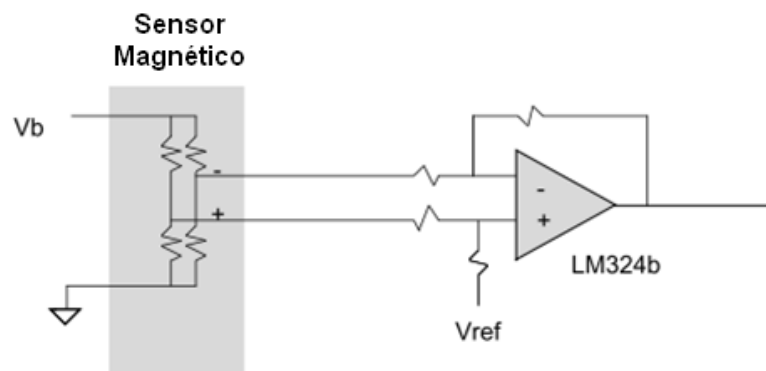 Sensor
Magnético
Vb
-
+
-
+
LM324b
Vref